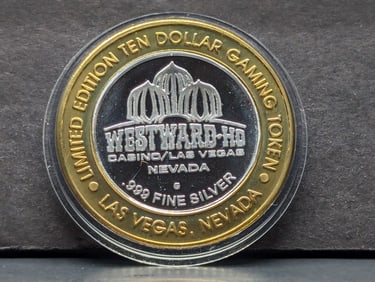 • LIMITED EDITION TEN DOLLAR GAMING TOKEN •
WESTWARD-HO
CASINO/LAS VEGAS
NEVADA
G
.999 FINE SILVER
LAS VEGAS, NEVADA